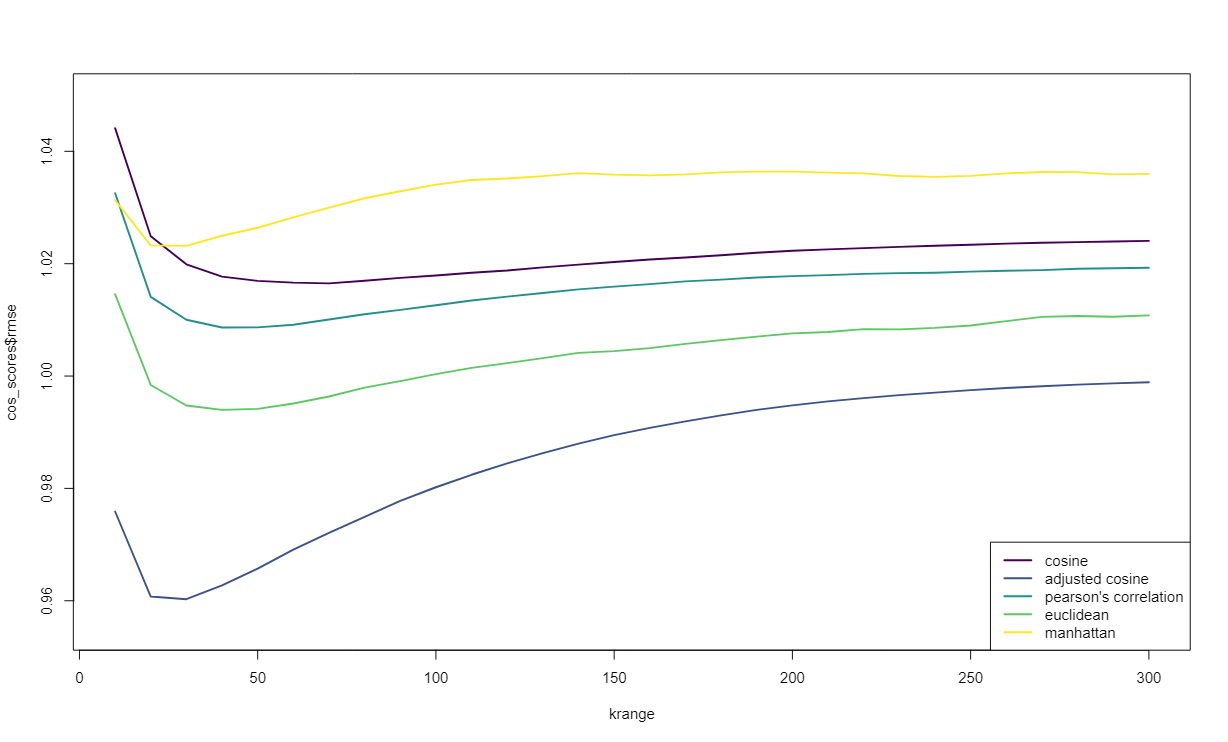 cos_scores$rmse
1.04
1.02
1.00
0.98
0.96
0
50
100
150
200
250
300
krange
cosine
adjusted cosine
pearson's correlation
euclidean
manhattan